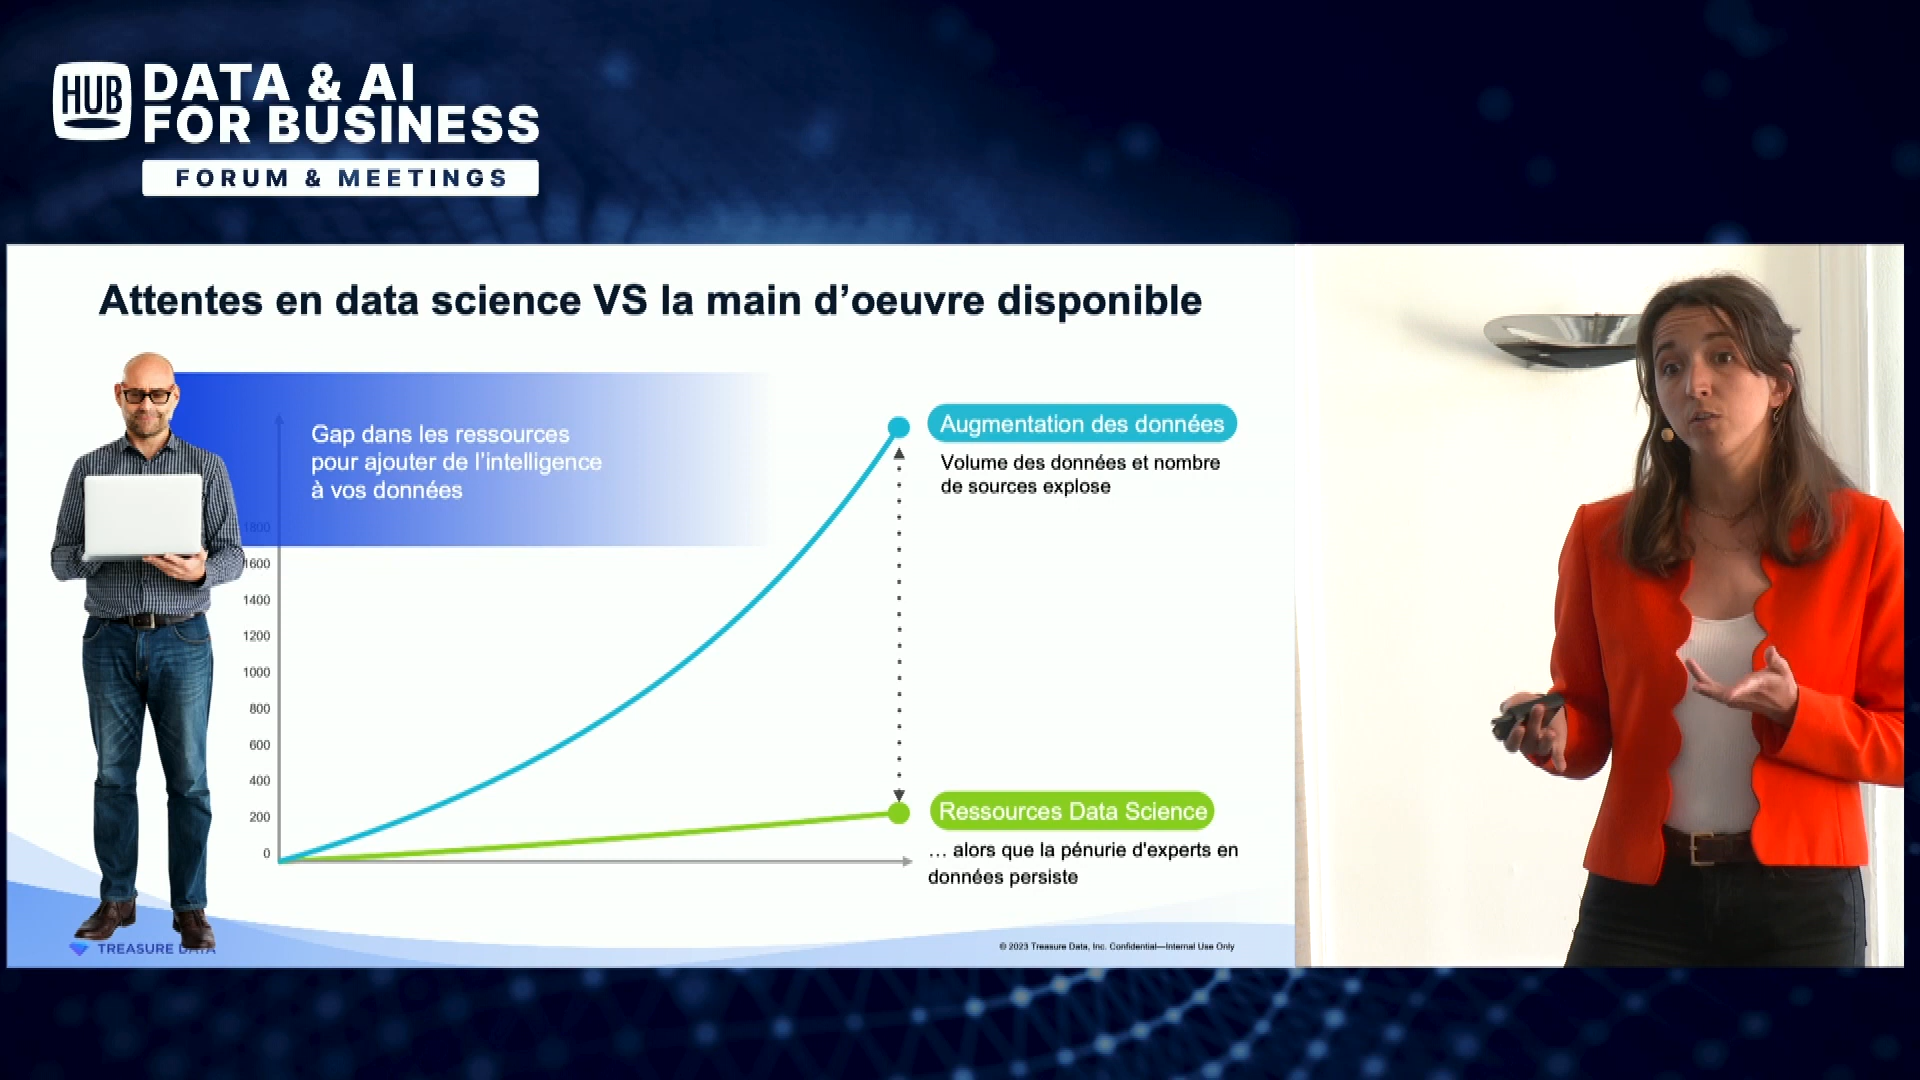 HUB
DATA & AI
FOR BUSINESS
FORUM & MEETINGS
Attentes en data science VS la main d'oeuvre disponible
Gap dans les ressources
pour ajouter de l'intelligence
à vos données
Augmentation des données
Volume des données et nombre
de sources explose
1800
1600
1400
1200
1000
800
600
400
200
0
Ressources Data Science
... alors que la pénurie d'experts en
données persiste
TREASURE DATA
© 2023 Treasure Data, Inc. Confidential—Internal Use Only